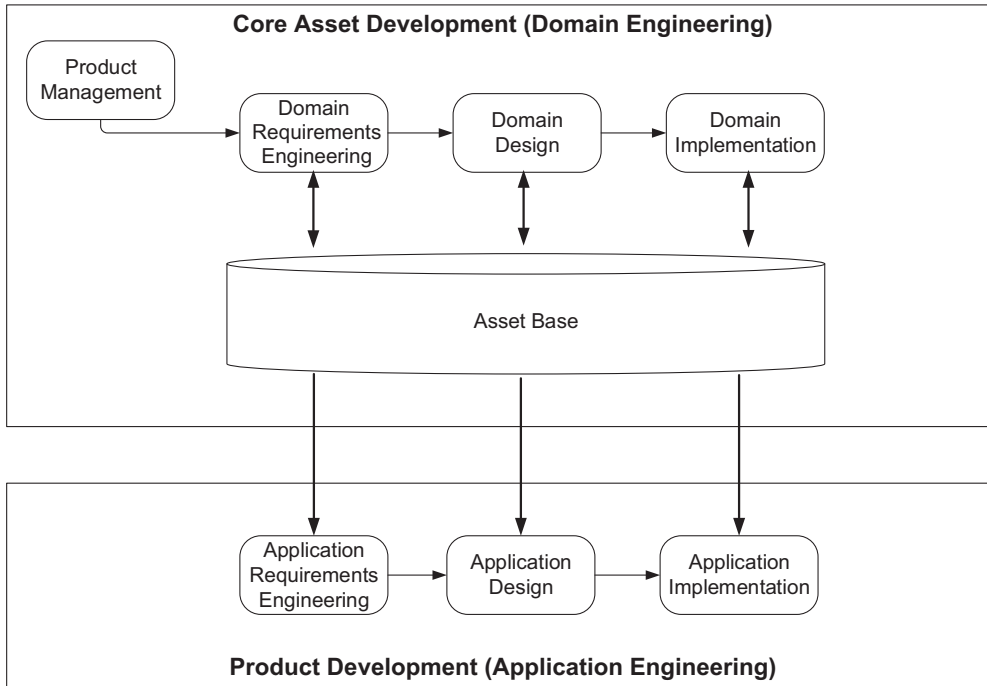 Core Asset Development (Domain Engineering)
Product
Management
Domain
Requirements
Engineering
Domain
Design
Domain
Implementation
Asset Base
Application
Requirements
Engineering
Application
Design
Application
Implementation
Product Development (Application Engineering)